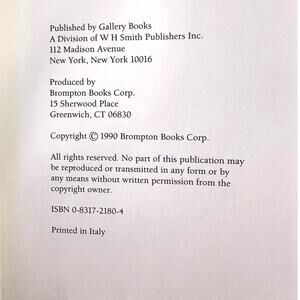 Published by Gallery Books
A Division of W H Smith Publishers Inc.
112 Madison Avenue
New York, New York 10016
Produced by
Brompton Books Corp.
15 Sherwood Place
Greenwich, CT 06830
Copyright © 1990 Brompton Books Corp.
All rights reserved. No part of this publication may
be reproduced or transmitted in any form or by
any means without written permission from the
copyright owner.
ISBN 0-8317-2180-4
Printed in Italy